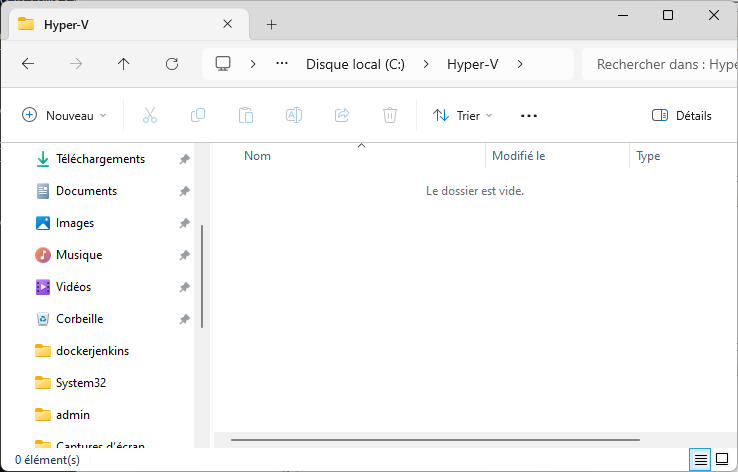 Hyper-V
Disque local (C:) Hyper-V
Rechercher dans : Hype
Nouveau
Trier
Détails
Nom Modifié le Type
Le dossier est vide.
Téléchargements
Documents
Images
Musique
Vidéos
Corbeille
dockerjenkins
System32
admin
Captures d'écran
0 élément(s)